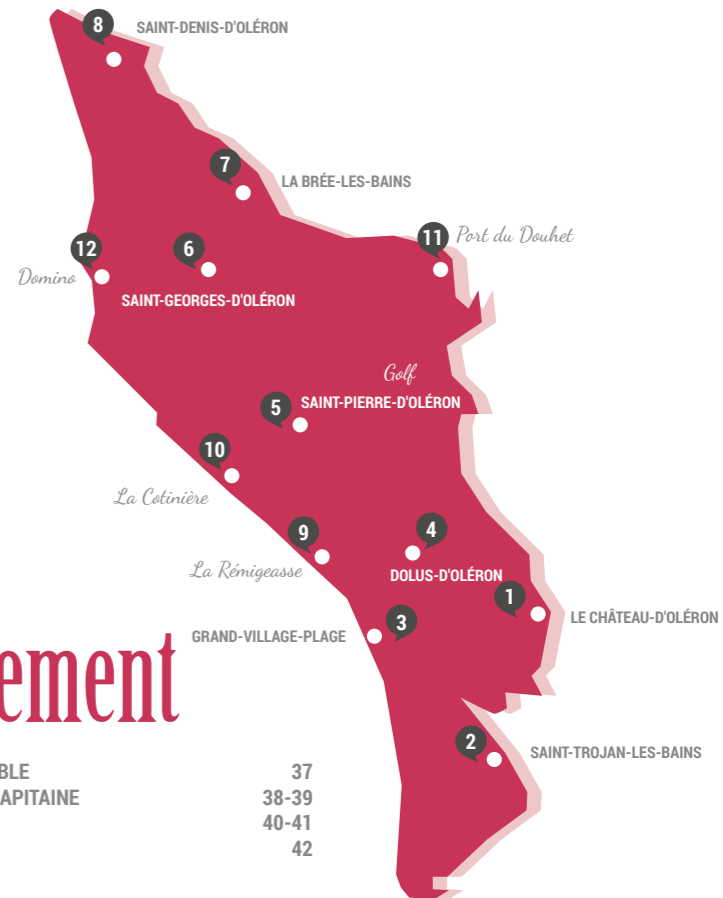 8
SAINT-DENIS-D'OLÉRON
7
LA BRÉE-LES-BAINS
11
Port du Douhet
12
6
Domino
SAINT-GEORGES-D'OLÉRON
Golf
5
SAINT-PIERRE-D'OLÉRON
10
La Cotinière
9
4
La Rémigeasse
DOLUS-D'OLÉRON
1
LE CHÂTEAU-D'OLÉRON
GRAND-VILLAGE-PLAGE
3
ement
2
SAINT-TROJAN-LES-BAINS
BLE 37
APITAINE 38-39
40-41
42